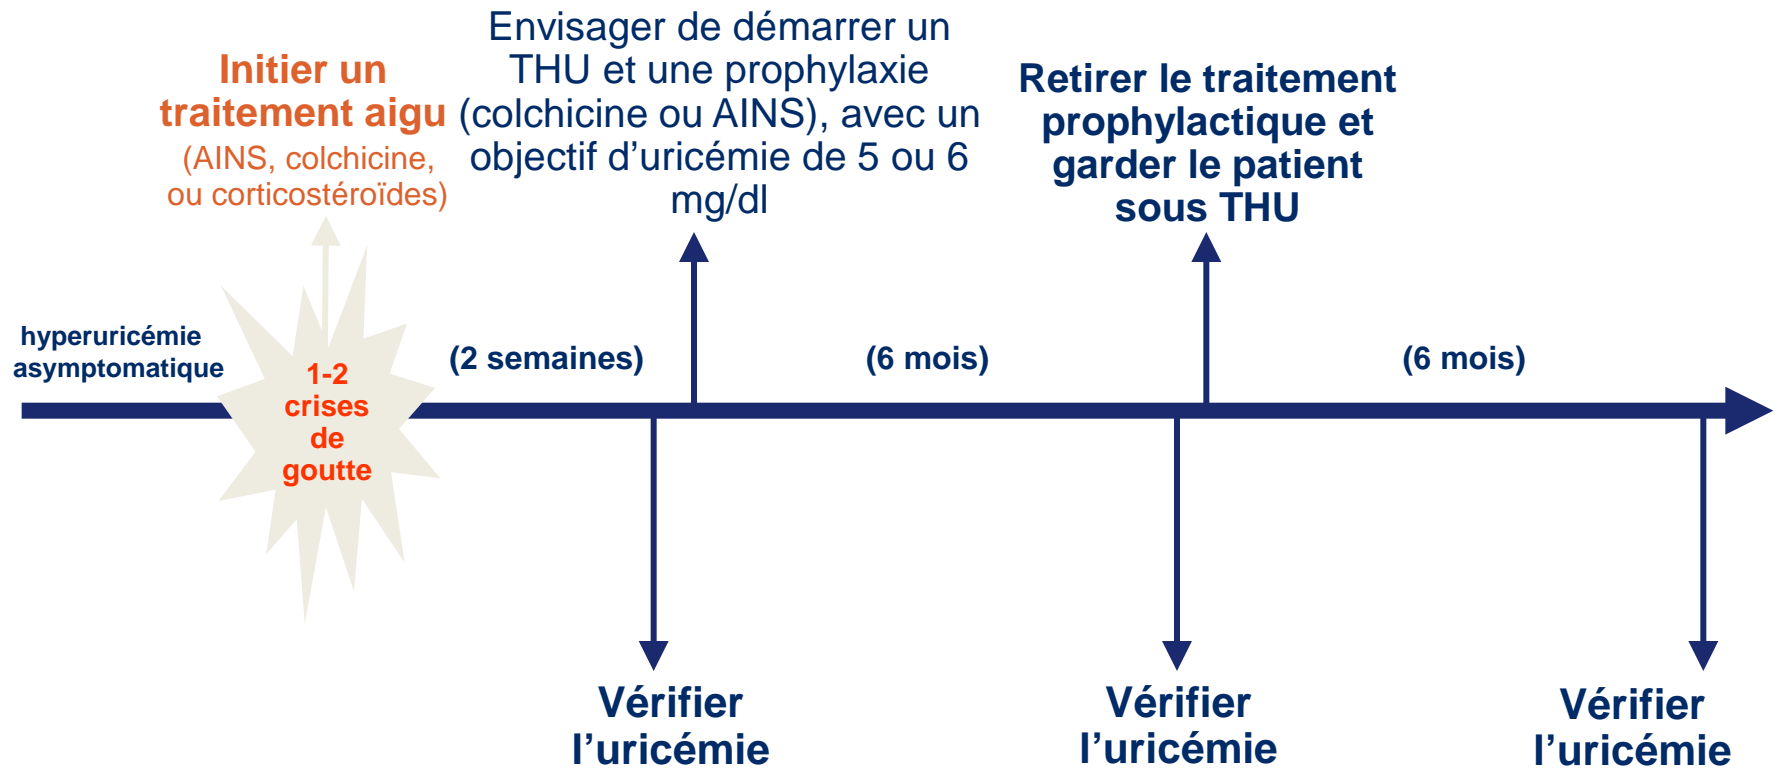 Initier un
traitement aigu
(AINS, colchicine,
ou corticostéroïdes)
Envisager de démarrer un
THU et une prophylaxie
(colchicine ou AINS), avec un
objectif d’uricémie de 5 ou 6
mg/dl
Retirer le traitement
prophylactique et
garder le patient
sous THU
hyperuricémie
asymptomatique
1-2
crises
de
goutte
(2 semaines)
(6 mois)
(6 mois)
Vérifier
l’uricémie
Vérifier
l’uricémie
Vérifier
l’uricémie